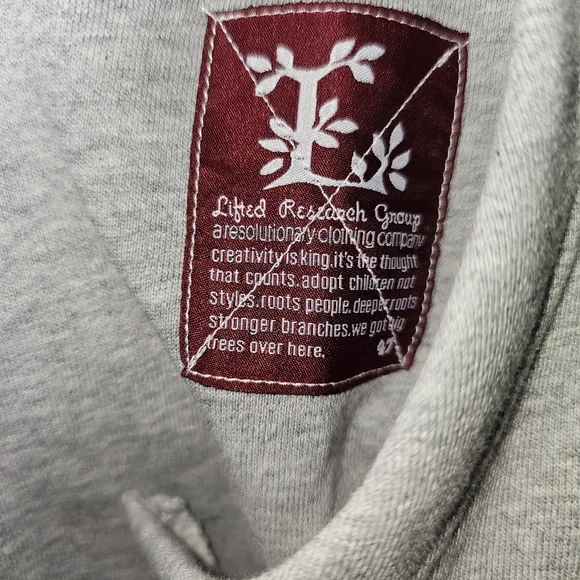 L
Lifted Research Group
a resolutionary clothing company
creativity is king.it's the thought
that counts.adopt children not
styles.roots people.deeper roots
stronger branches.we got big
trees over here. 47